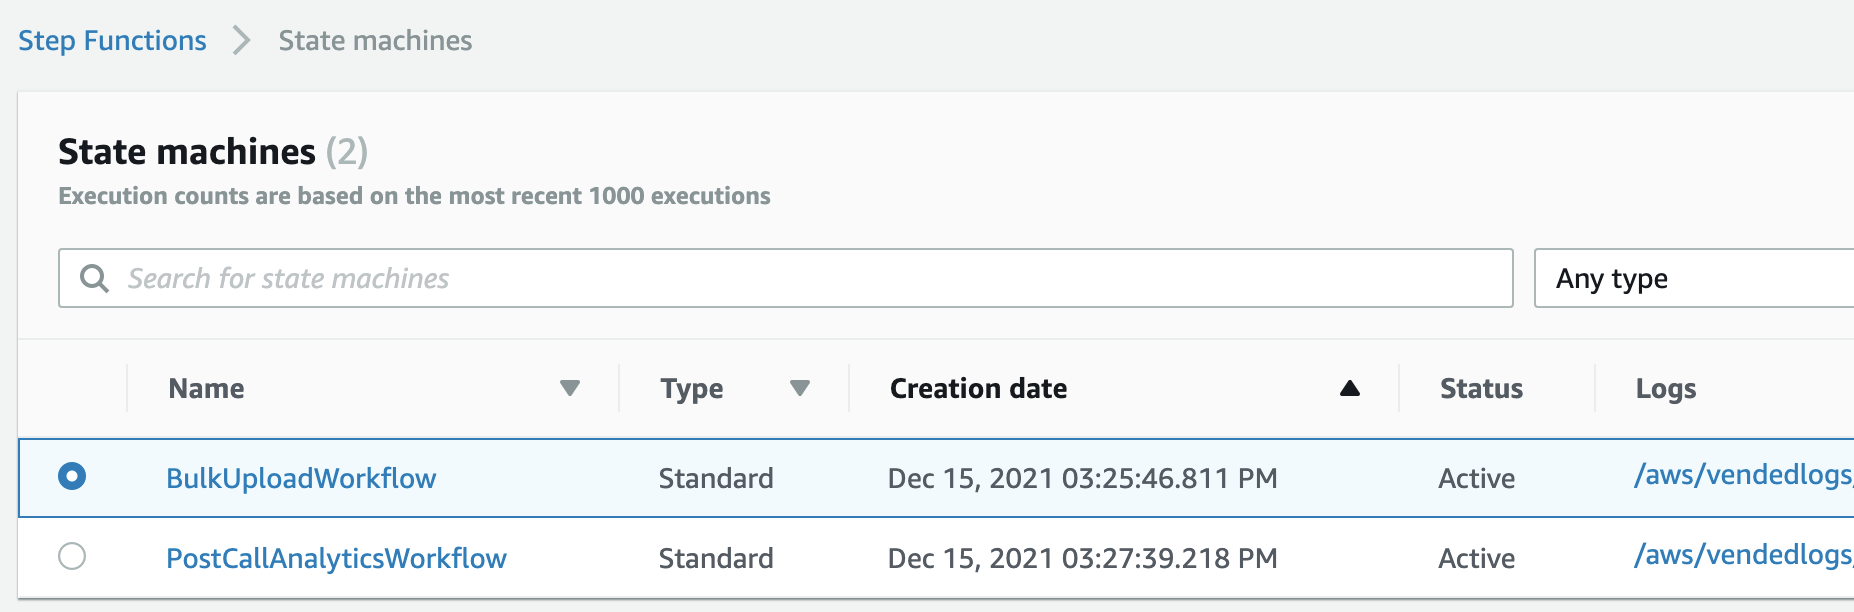 Step Functions > State machines
State machines (2)
Execution counts are based on the most recent 1000 executions
Search for state machines
Any type
Name Type Creation date Status Logs
BulkUploadWorkflow Standard Dec 15, 2021 03:25:46.811 PM Active /aws/vendedlogs/
PostCallAnalyticsWorkflow Standard Dec 15, 2021 03:27:39.218 PM Active /aws/vendedlogs/